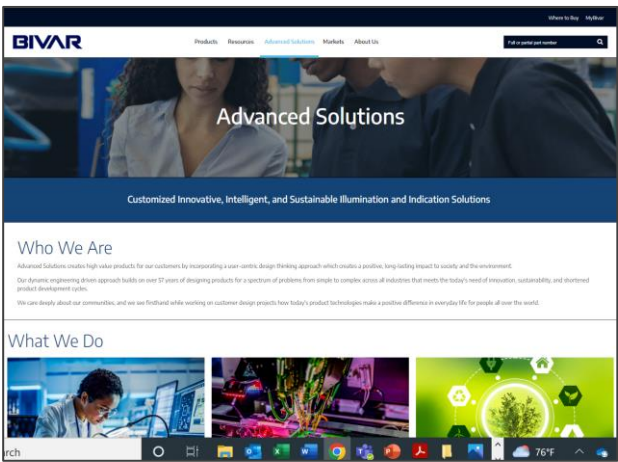 Where to Buy MyBivar
BIVAR
Products Resources Advanced Solutions Markets About Us
Full or partial part number
Advanced Solutions
Customized Innovative, Intelligent, and Sustainable Illumination and Indication Solutions
Who We Are
Advanced Solutions creates high value products for our customers by incorporating a user-centric design thinking approach which creates a positive, long-lasting impact to society and the environment.
Our dynamic engineering driven approach builds on over 57 years of designing products for a spectrum of problems from simple to complex across all industries that meets the today's need of innovation, sustainability, and shortened
product development cycles.
We care deeply about our communities, and we see firsthand while working on customer design projects how today's product technologies make a positive difference in everyday life for people all over the world.
What We Do
rch
76°F